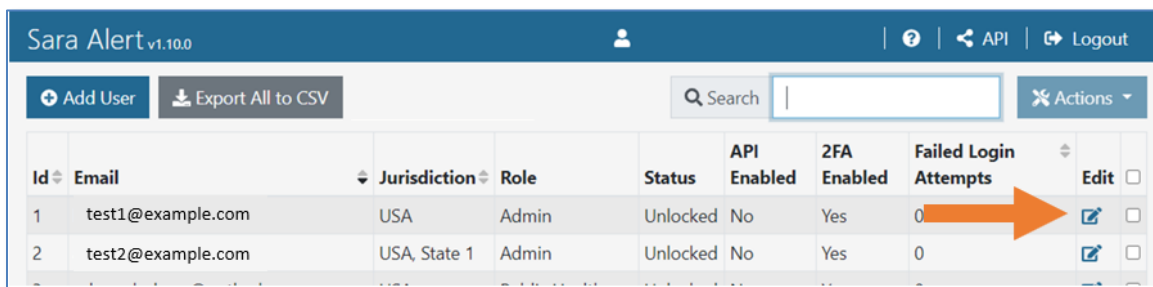 Sara Alert v1.10.0 API Logout
Add User Export All to CSV Search Actions
Id Email Jurisdiction Role Status API Enabled 2FA Enabled Failed Login Attempts Edit
1 test1@example.com USA Admin Unlocked No Yes 0
2 test2@example.com USA, State 1 Admin Unlocked No Yes 0